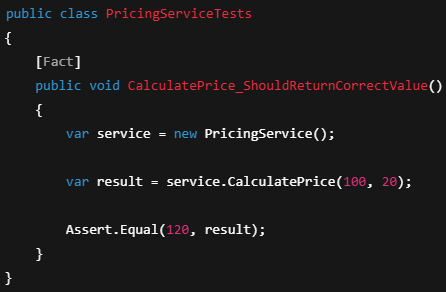 public class PricingServiceTests
{
    [Fact]
    public void CalculatePrice_ShouldReturnCorrectValue()
    {
        var service = new PricingService();
        var result = service.CalculatePrice(100, 20);
        Assert.Equal(120, result);
    }
}